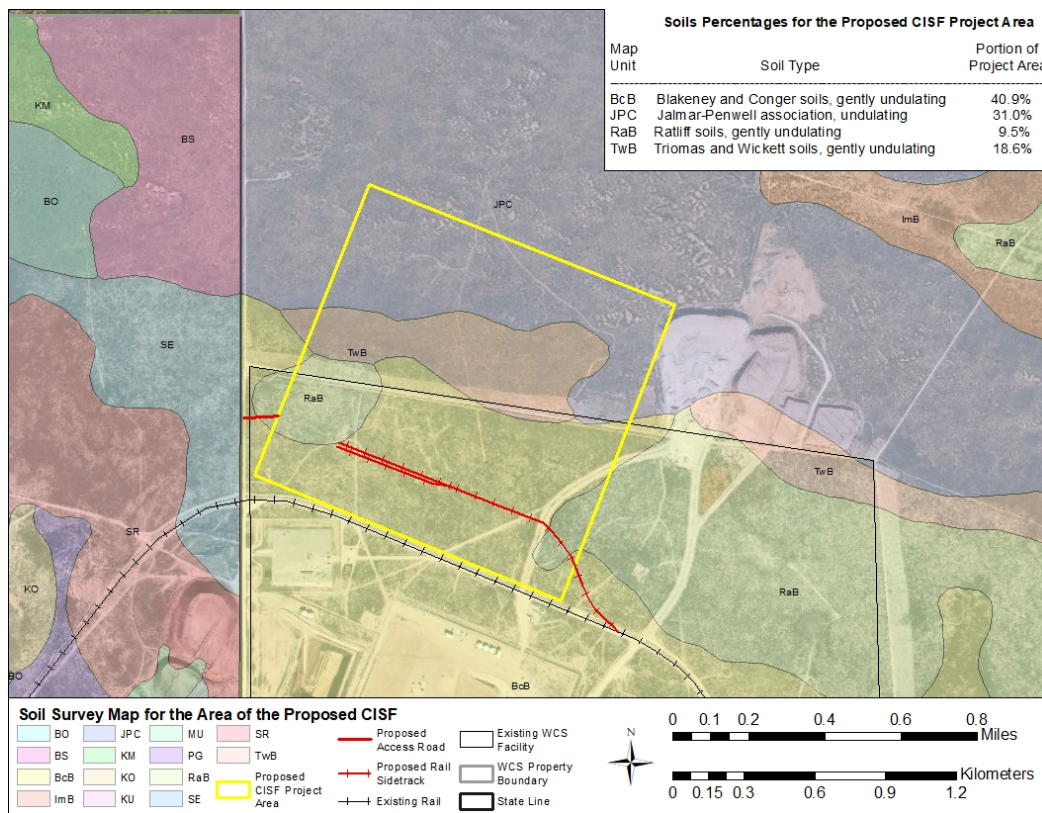 Soils Percentages for the Proposed CISF Project Area
Map Unit Soil Type Portion of Project Area
BcB Blakeney and Conger soils, gently undulating 40.9%
JPC Jalmar-Penwell association, undulating 31.0%
RaB Ratliff soils, gently undulating 9.5%
TwB Triomas and Wickett soils, gently undulating 18.6%
KM
BS
BO
JPC
ImB
RaB
SE
TwB
RaB
TwB
SR
KO
RaB
BO
BcB
Soil Survey Map for the Area of the Proposed CISF
BO JPC MU SR
BS KM PG TwB
BcB KO RaB
ImB KU SE
Proposed
CISF Project
Area
Proposed
Access Road
Proposed Rail
Sidetrack
Existing Rail
Existing WCS
Facility
WCS Property
Boundary
State Line
N
0 0.1 0.2 0.4 0.6 0.8
Miles
Kilometers
0 0.15 0.3 0.6 0.9 1.2